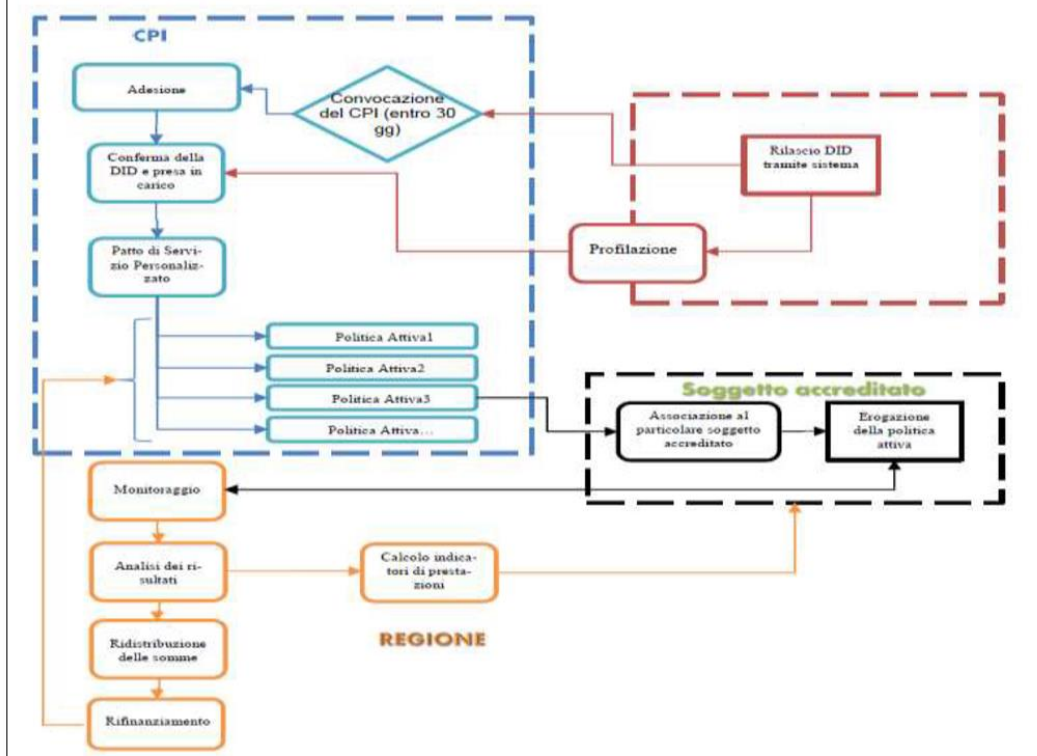 CPI
Adesione
Convocazione
del CPI (entro 30
gg)
Rilascio DID
tramite sistema
Conferma della
DID e presa in
carico
Profilazione
Patto di Servi-
zio Personaliz-
zato
Politica Attiva1
Politica Attiva2
Politica Attiva3
Politica Attiva...
Soggetto accreditato
Associazione al
particolare soggetto
accreditato
Erogazione
della politica
attiva
Monitoraggio
Analisi dei ri-
sultati
Calcolo indica-
tori di presta-
zioni
REGIONE
Ridistribuzione
delle somme
Rifinanziamento